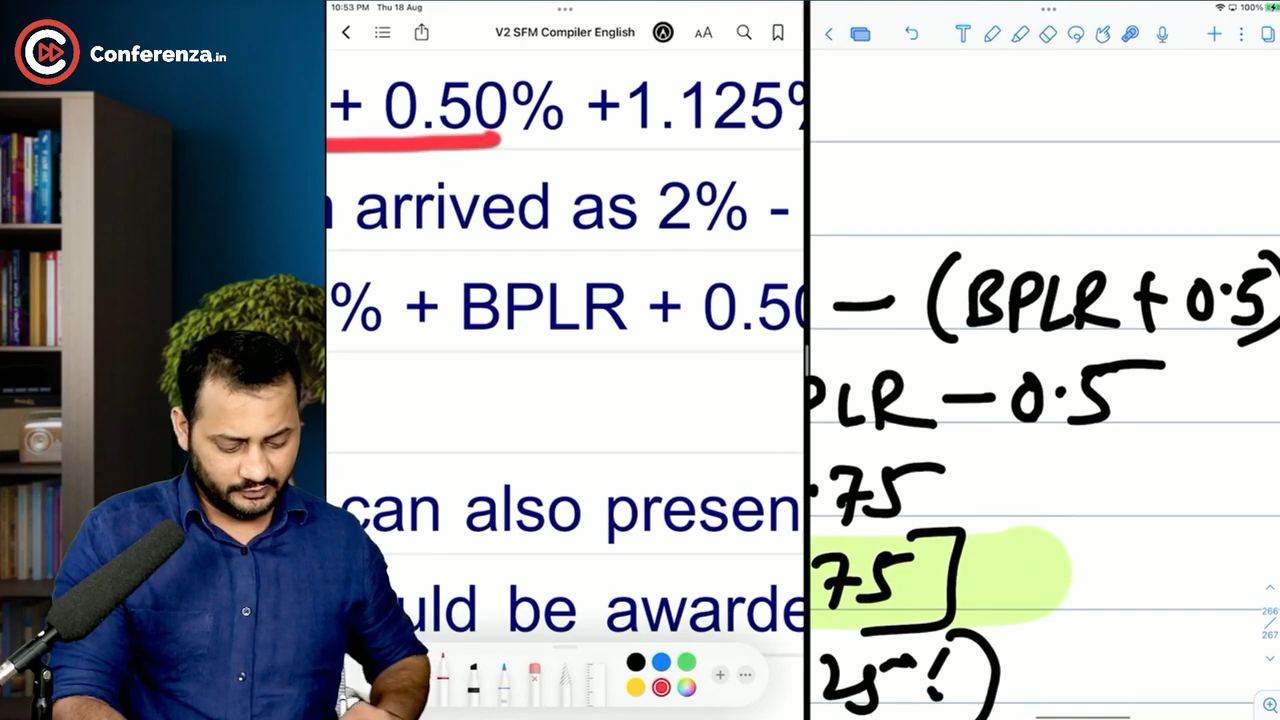 Conferenza.in
10:53 PM Thu 18 Aug
100%
V2 SFM Compiler English
AA
+ 0.50% +1.125%
arrived as 2% -
% + BPLR + 0.50
can also presen
uld be awarde
T
- (BPLR + 0.5)
PLR - 0.5
.75
75]
25
266
267